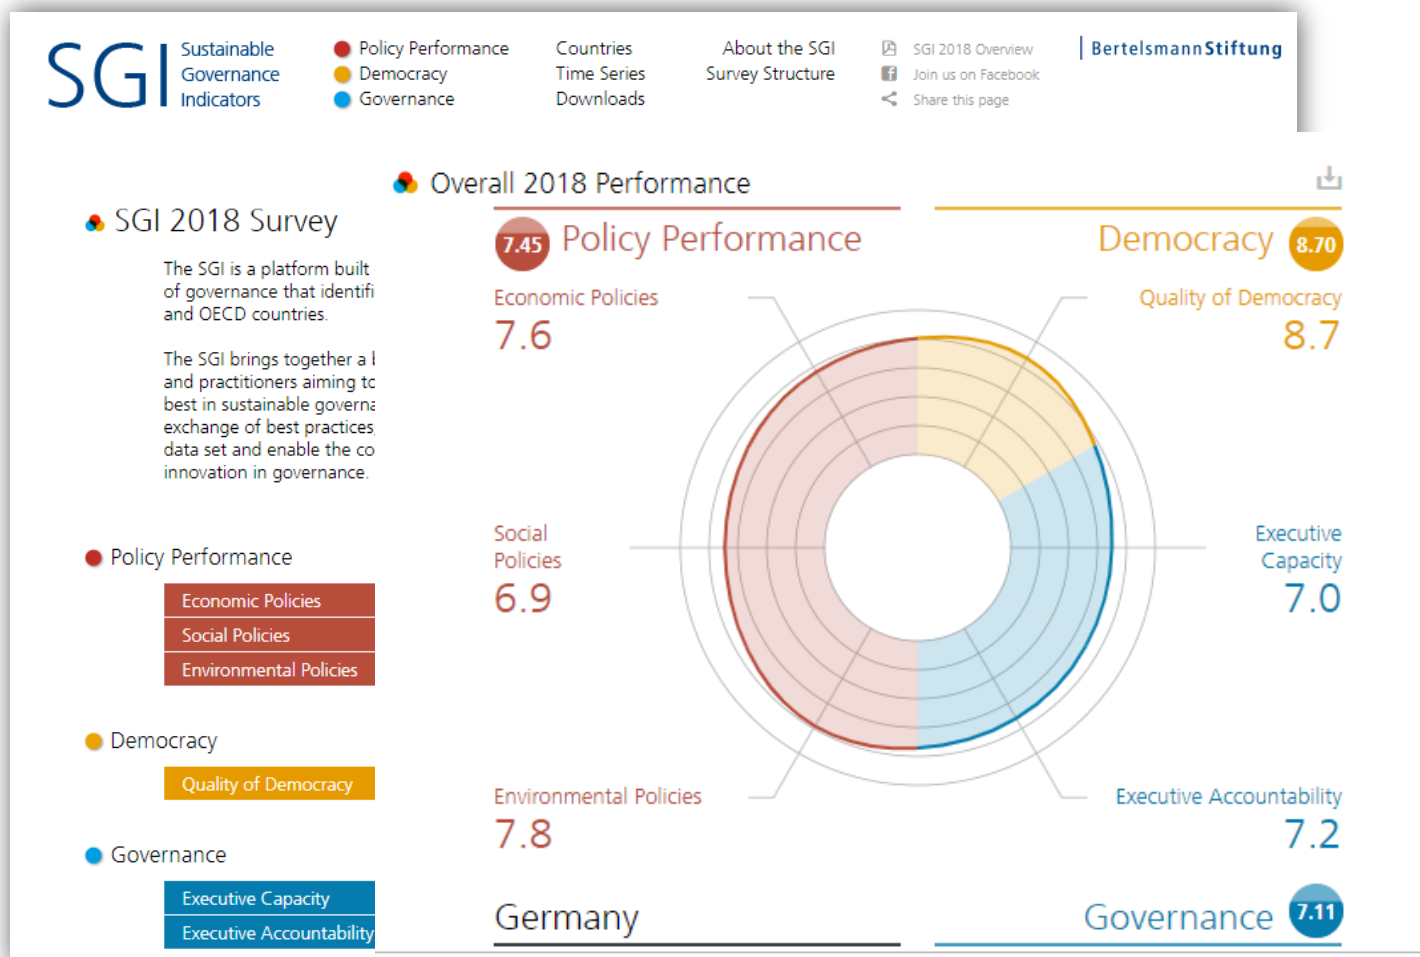 SGI
Sustainable
Governance
Indicators
Policy Performance
Democracy
Governance
Countries
Time Series
Downloads
About the SGI
Survey Structure
SGI 2018 Overview
Join us on Facebook
Share this page
BertelsmannStiftung
SGI 2018 Survey
The SGI is a platform built
of governance that identifi
and OECD countries.
The SGI brings together a b
and practitioners aiming to
best in sustainable governa
exchange of best practices,
data set and enable the co
innovation in governance.
Policy Performance
Economic Policies
Social Policies
Environmental Policies
Democracy
Quality of Democracy
Governance
Executive Capacity
Executive Accountability
Overall 2018 Performance
7.45 Policy Performance
Democracy 8.70
Economic Policies
7.6
Quality of Democracy
8.7
Social
Policies
6.9
Executive
Capacity
7.0
Environmental Policies
7.8
Executive Accountability
7.2
Germany
Governance 7.11